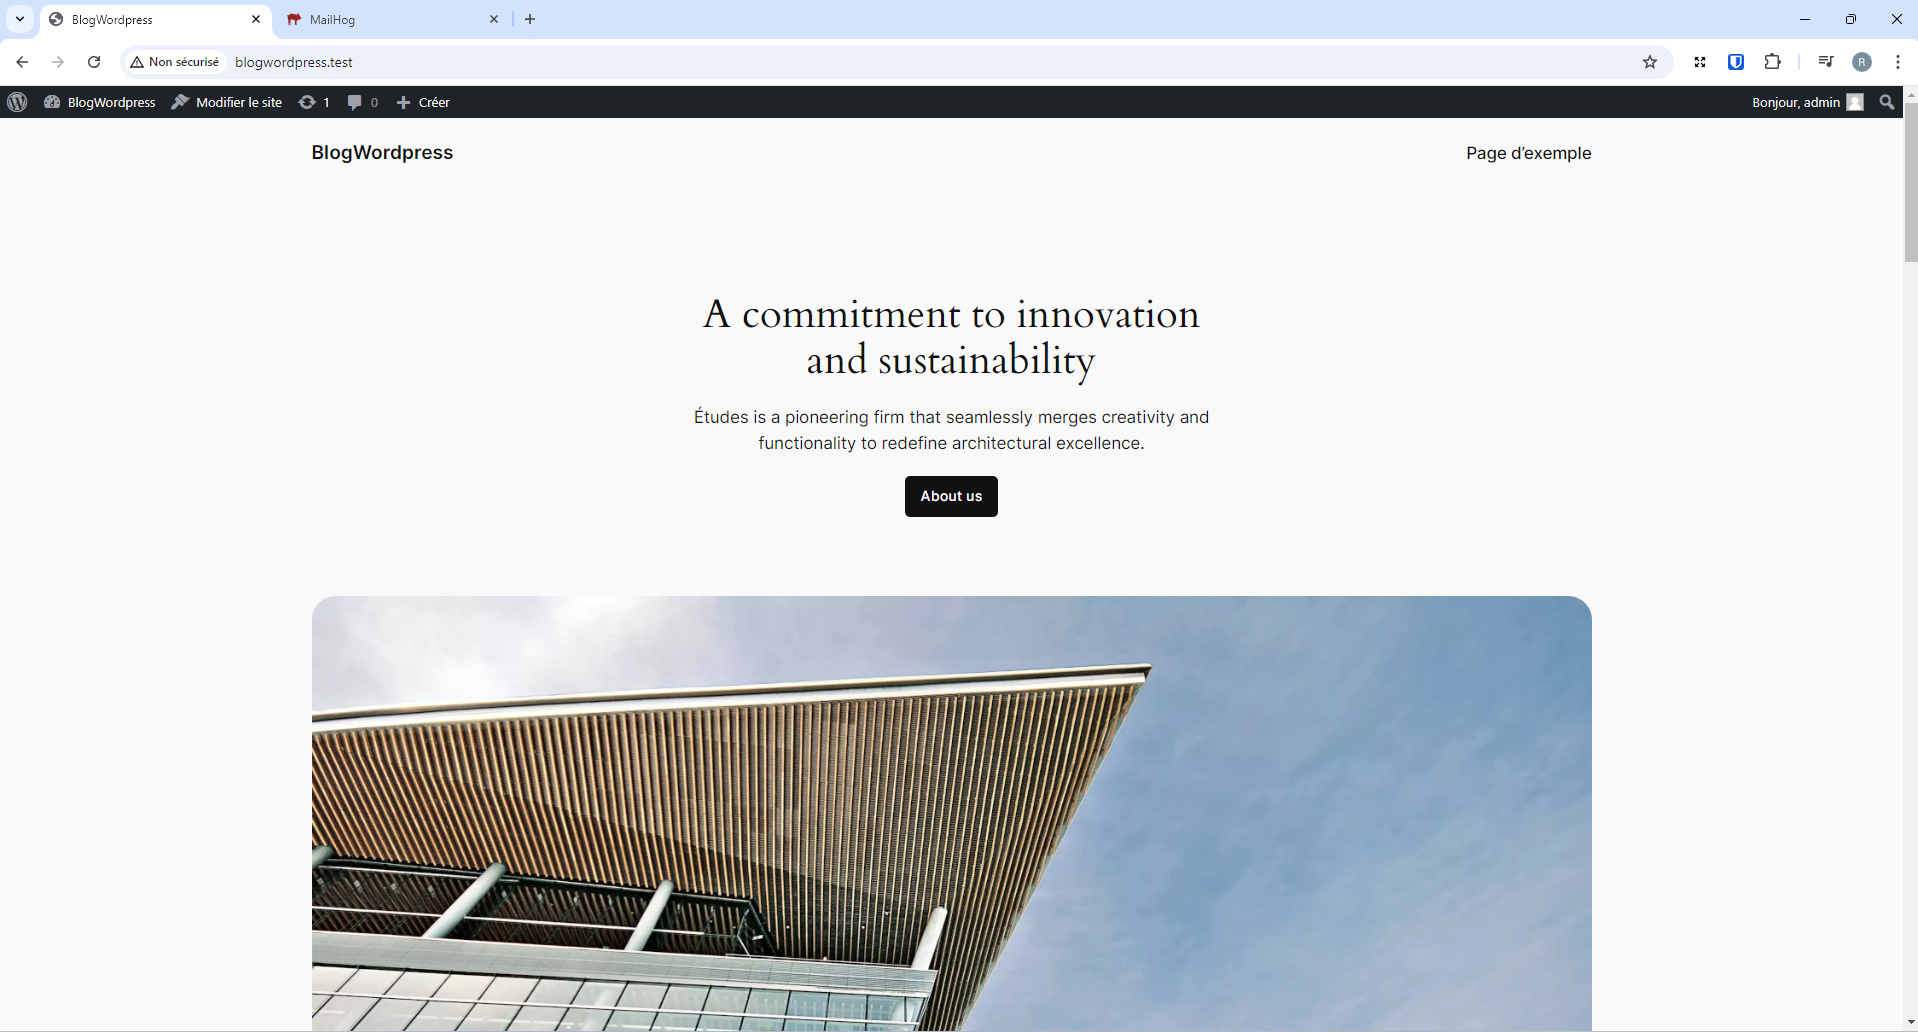 BlogWordpress
MailHog
Non sécurisé
blogwordpress.test
R
BlogWordpress
Modifier le site
1
0
Créer
Bonjour, admin
BlogWordpress
Page d’exemple
A commitment to innovation
and sustainability
Études is a pioneering firm that seamlessly merges creativity and
functionality to redefine architectural excellence.
About us